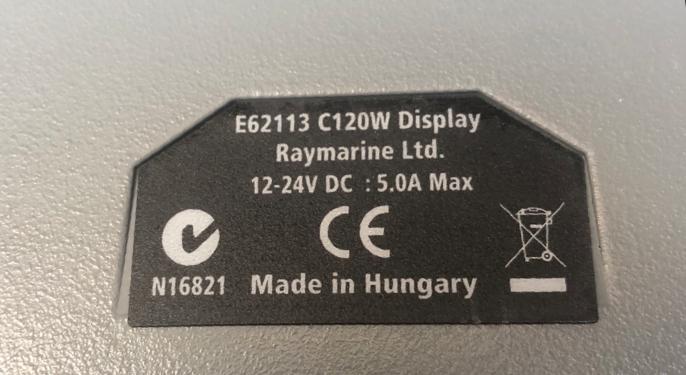 E62113 C120W Display
Raymarine Ltd.
12-24V DC : 5.0A Max
CE
N16821 Made in Hungary